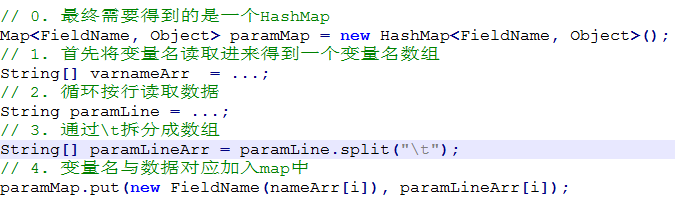 // 0. 最终需要得到的是一个HashMap
Map<FieldName, Object> paramMap = new HashMap<FieldName, Object>();
// 1. 首先将变量名读取进来得到一个变量名数组
String[] varnameArr  = ...;
// 2. 循环按行读取数据
String paramLine = ...;
// 3. 通过\t拆分成数组
String[] paramLineArr = paramLine.split("\t");
// 4. 变量名与数据对应加入map中
paramMap.put(new FieldName(nameArr[i]), paramLineArr[i]);